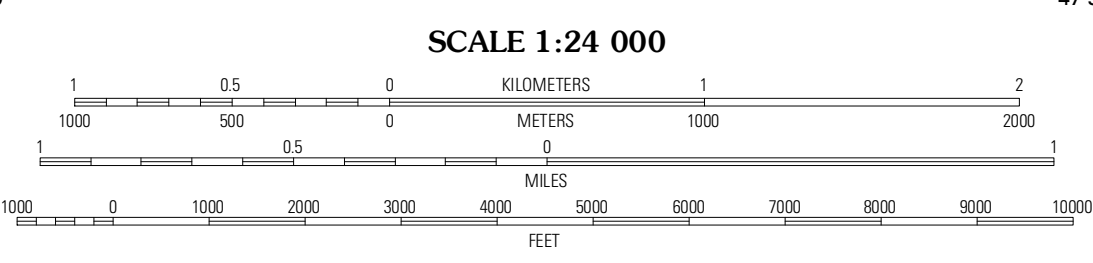 SCALE 1:24 000
1 0.5 0 KILOMETERS 1 2
1000 500 0 METERS 1000 2000
1 0.5 0 1
MILES
1000 0 1000 2000 3000 4000 5000 6000 7000 8000 9000 10000
FEET